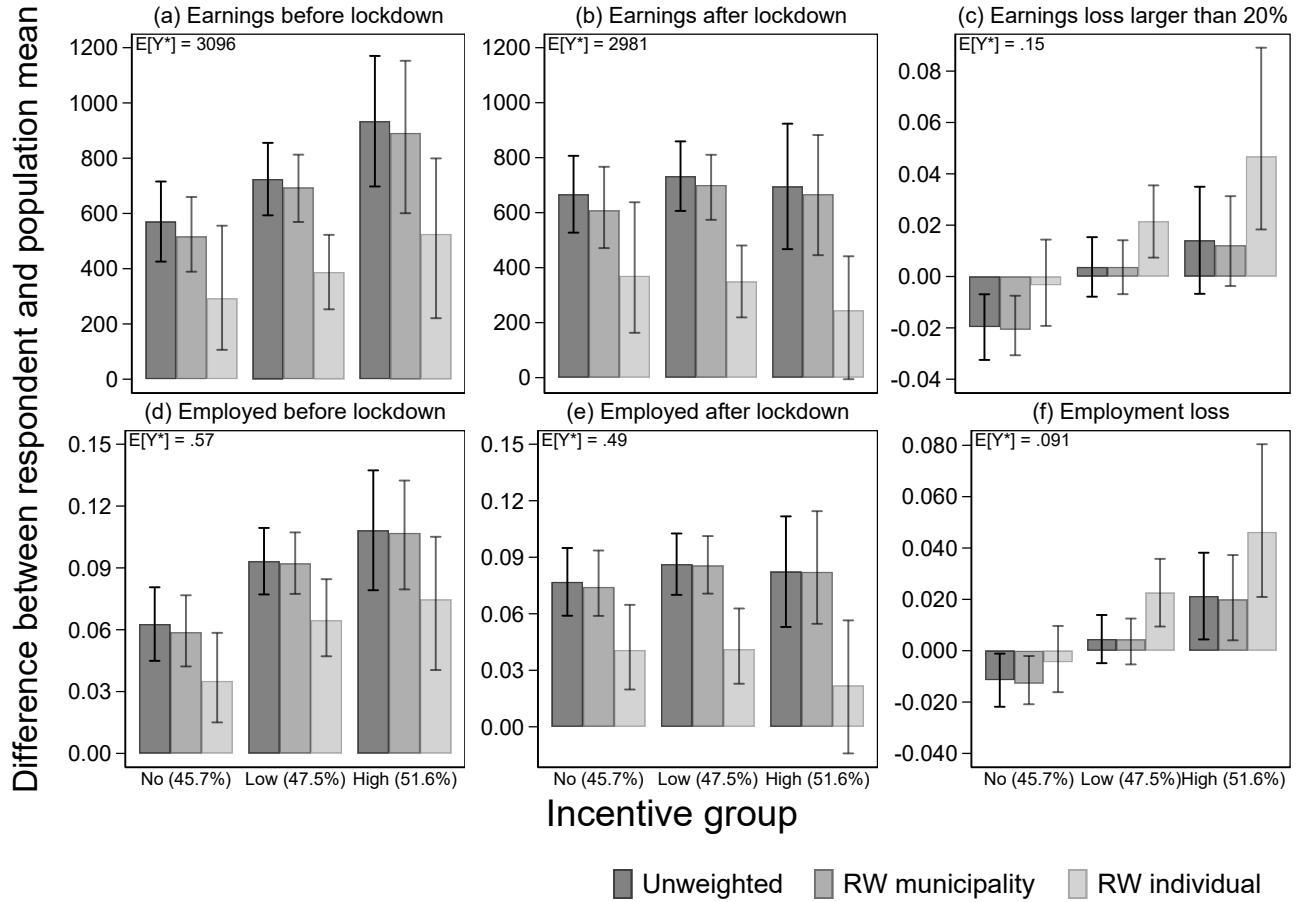 Difference between respondent and population mean
(a) Earnings before lockdown
E[Y*] = 3096
1200
1000
800
600
400
200
0
(b) Earnings after lockdown
E[Y*] = 2981
1200
1000
800
600
400
200
0
(c) Earnings loss larger than 20%
E[Y*] = .15
0.08
0.06
0.04
0.02
0.00
-0.02
-0.04
(d) Employed before lockdown
E[Y*] = .57
0.15
0.12
0.09
0.06
0.03
0.00
No (45.7%) Low (47.5%) High (51.6%)
(e) Employed after lockdown
E[Y*] = .49
0.15
0.12
0.09
0.06
0.03
0.00
No (45.7%) Low (47.5%) High (51.6%)
(f) Employment loss
E[Y*] = .091
0.080
0.060
0.040
0.020
0.000
-0.020
-0.040
No (45.7%) Low (47.5%) High (51.6%)
Incentive group
Unweighted RW municipality RW individual